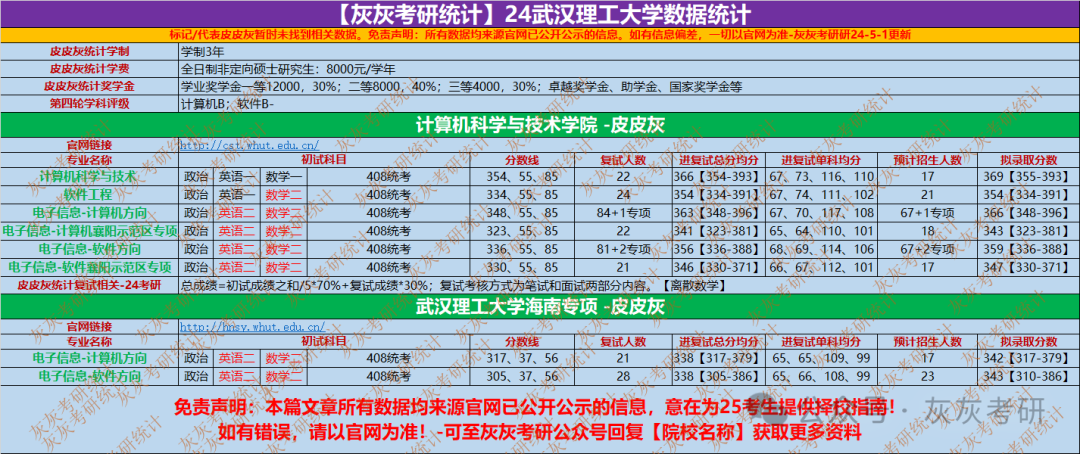 【灰灰考研统计】24武汉理工大学数据统计
标记/代表皮皮灰暂时未找到相关数据。免责声明：所有数据均来源官网已公开公示的信息。如有信息偏差，一切以官网为准-灰灰考研研24-5-1更新
皮皮灰统计学制 学制3年
皮皮灰统计学费 全日制非定向硕士研究生：8000元/学年
皮皮灰统计奖学金 学业奖学金一等12000，30%；二等8000，40%；三等4000，30%；卓越奖学金、助学金、国家奖学金等
第四轮学科评级 计算机B；软件B-
计算机科学与技术学院 -皮皮灰
官网链接 http://cst.whut.edu.cn/
专业名称 初试科目 分数线 复试人数 进复试总分均分 进复试单科均分 预计招生人数 拟录取分数
计算机科学与技术 政治 英语一 数学一 408统考 354、55、85 22 366【354-393】 67、73、116、110 17 369【355-393】
软件工程 政治 英语一 数学二 408统考 334、55、85 24 354【334-391】 67、74、111、102 21 354【334-391】
电子信息-计算机方向 政治 英语二 数学二 408统考 348、55、85 84+1专项 363【348-396】 67、70、117、108 67+1专项 366【348-396】
电子信息-计算机襄阳示范区专项 政治 英语二 数学二 408统考 323、55、85 22 341【323-381】 65、64、110、101 18 343【323-381】
电子信息-软件方向 政治 英语二 数学二 408统考 336、55、85 81+2专项 356【336-388】 68、69、114、106 67+2专项 359【336-388】
电子信息-软件襄阳示范区专项 政治 英语二 数学二 408统考 330、55、85 21 346【330-371】 66、67、112、101 17 347【330-371】
皮皮灰统计复试相关-24考研 总成绩=初试成绩之和/5*70%+复试成绩*30%；复试考核方式为笔试和面试两部分内容。【离散数学】
武汉理工大学海南专项 -皮皮灰
官网链接 http://hnsy.whut.edu.cn/
专业名称 初试科目 分数线 复试人数 进复试总分均分 进复试单科均分 预计招生人数 拟录取分数
电子信息-计算机方向 政治 英语二 数学二 408统考 317、37、56 21 338【317-379】 65、65、109、99 17 342【317-379】
电子信息-软件方向 政治 英语二 数学二 408统考 305、37、56 28 338【305-386】 65、66、108、99 23 343【310-386】
免责声明：本篇文章所有数据均来源官网已公开公示的信息，意在为25考生提供择校指南！
如有错误，请以官网为准！-可至灰灰考研公众号回复【院校名称】获取更多资料
公众号 · 灰灰考研
灰灰考研统计